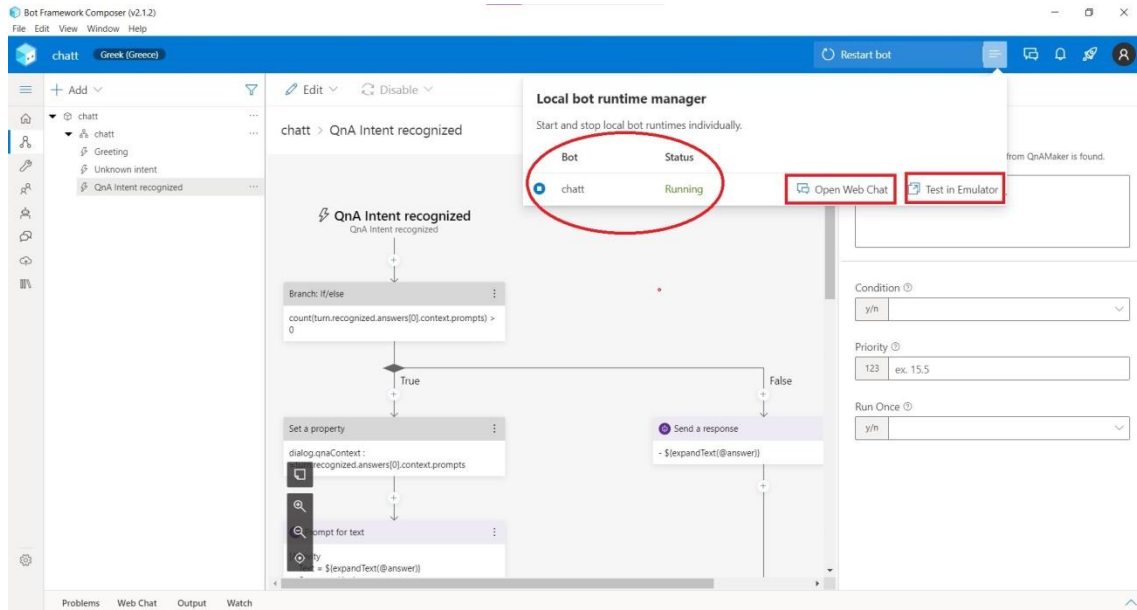 Bot Framework Composer (v2.1.2)
File Edit View Window Help
chatt Greek (Greece) Restart bot
Add
chatt
chatt
Greeting
Unknown intent
QnA Intent recognized
Edit Disable
chatt > QnA Intent recognized
Local bot runtime manager
Start and stop local bot runtimes individually.
Bot Status
chatt Running Open Web Chat Test in Emulator
from QnAMaker is found.
QnA Intent recognized
QnA Intent recognized
Branch: If/else
count(turn.recognized.answers[0].context.prompts) >
0
True False
Set a property
dialog.qnaContext :
recognized.answers[0].context.prompts
Send a response
- ${expandText(@answer)}
Prompt for text
= ${expandText(@answer)}
Condition
y/n
Priority
123 ex. 15.5
Run Once
y/n
Problems Web Chat Output Watch